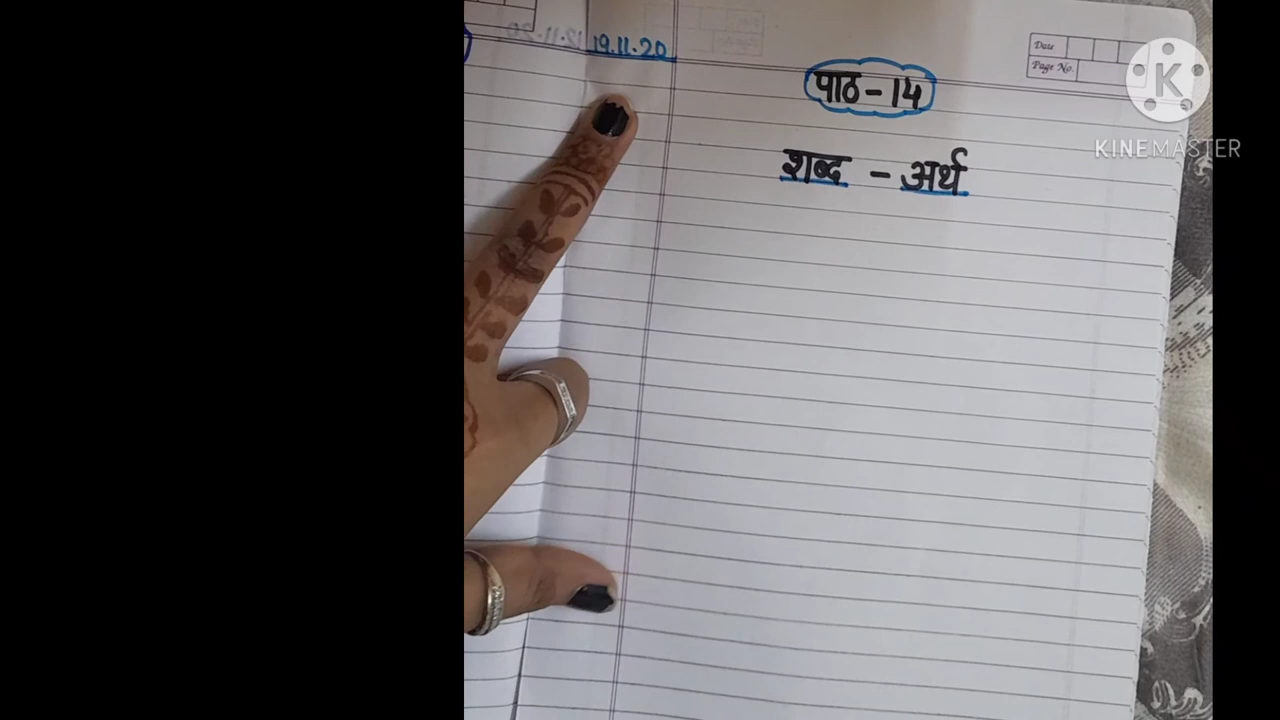 19.11.20
Date
Page No.
पाठ - 14
शब्द - अर्थ
K
KINEMASTER